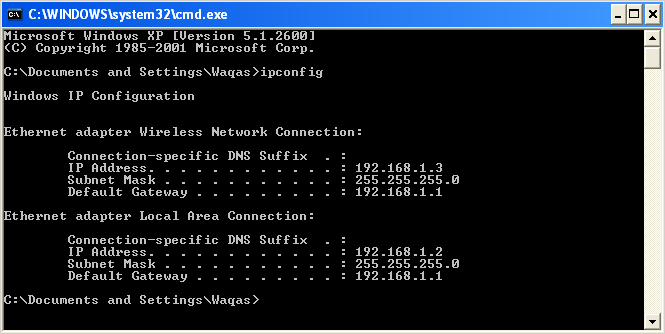 C:\WINDOWS\system32\cmd.exe
Microsoft Windows XP [Version 5.1.2600]
(C) Copyright 1985-2001 Microsoft Corp.
C:\Documents and Settings\Waqas>ipconfig
Windows IP Configuration
Ethernet adapter Wireless Network Connection:
Connection-specific DNS Suffix  . :
IP Address. . . . . . . . . . . . : 192.168.1.3
Subnet Mask . . . . . . . . . . . : 255.255.255.0
Default Gateway . . . . . . . . . : 192.168.1.1
Ethernet adapter Local Area Connection:
Connection-specific DNS Suffix  . :
IP Address. . . . . . . . . . . . : 192.168.1.2
Subnet Mask . . . . . . . . . . . : 255.255.255.0
Default Gateway . . . . . . . . . : 192.168.1.1
C:\Documents and Settings\Waqas>